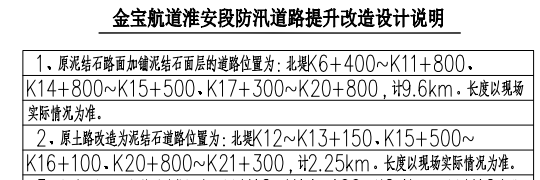 金宝航道淮安段防汛道路提升改造设计说明
1、原泥结石路面加铺泥结石面层的道路位置为：北堤K6+400~K11+800、
K14+800~K15+500、K17+300~K20+800,计9.6km。长度以现场
实际情况为准。
2、原土路改造为泥结石道路位置为：北堤K12~K13+150、K15+500~
K16+100、K20+800~K21+300,计2.25km。长度以现场实际情况为准。